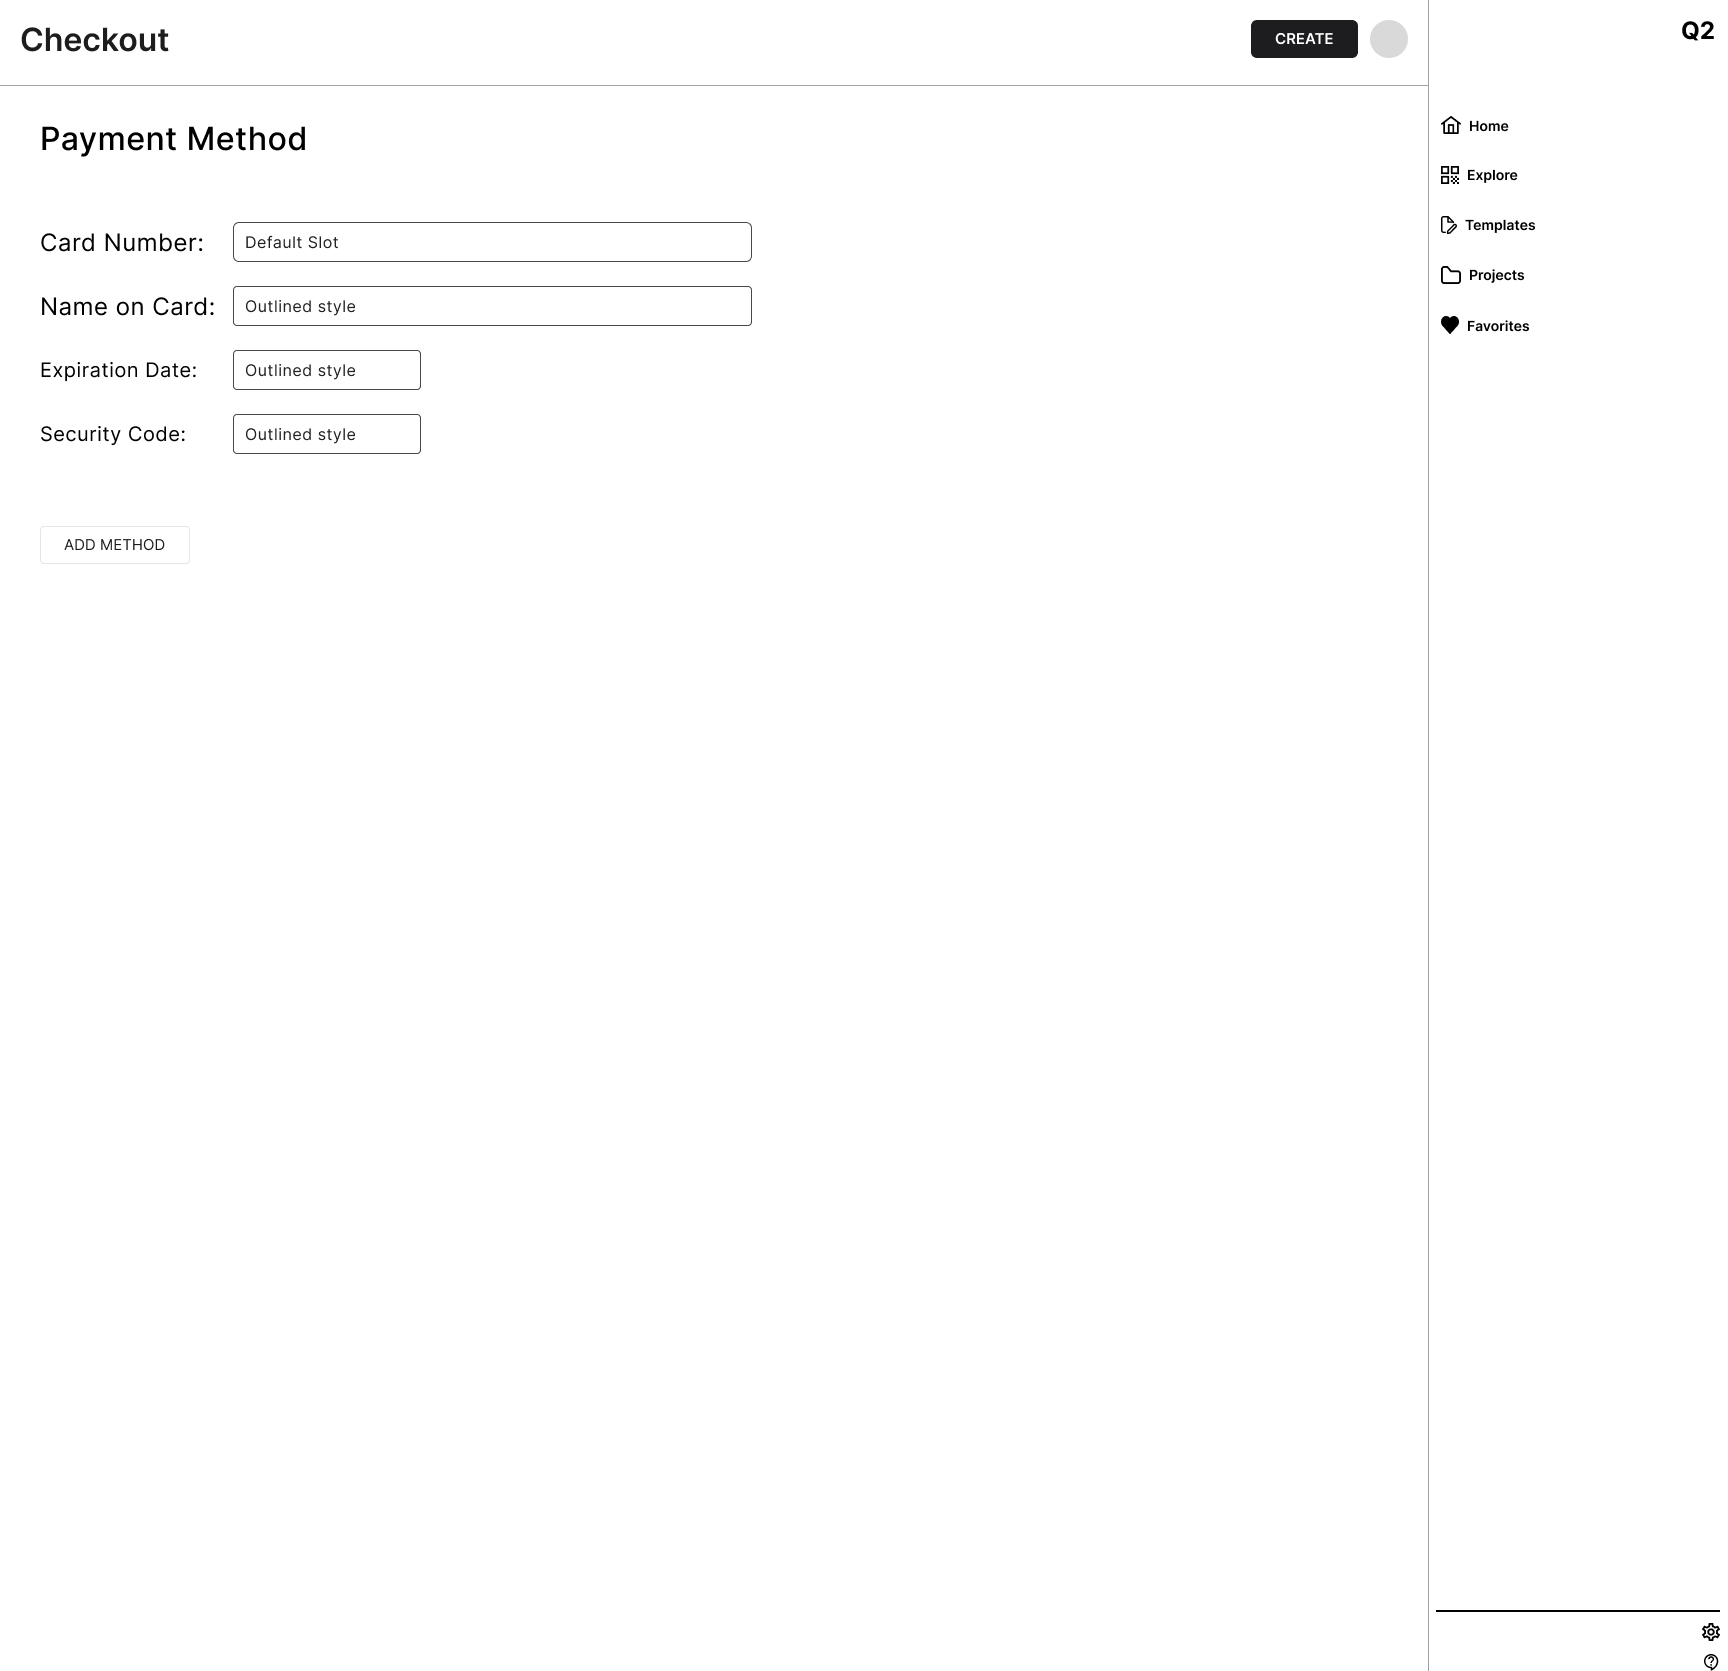 Checkout
CREATE
Q2
Payment Method
Card Number:
Default Slot
Name on Card:
Outlined style
Expiration Date:
Outlined style
Security Code:
Outlined style
ADD METHOD
Home
Explore
Templates
Projects
Favorites